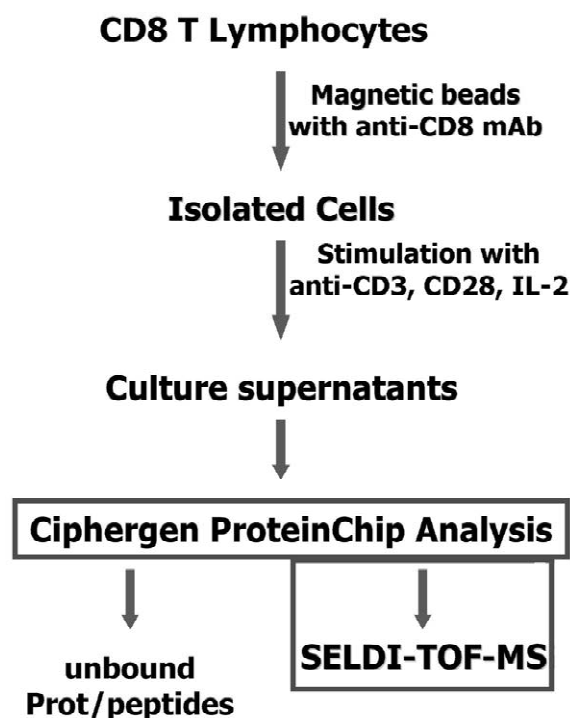 CD8 T Lymphocytes
Magnetic beads
with anti-CD8 mAb
Isolated Cells
Stimulation with
anti-CD3, CD28, IL-2
Culture supernatants
Ciphergen ProteinChip Analysis
unbound
Prot/peptides
SELDI-TOF-MS